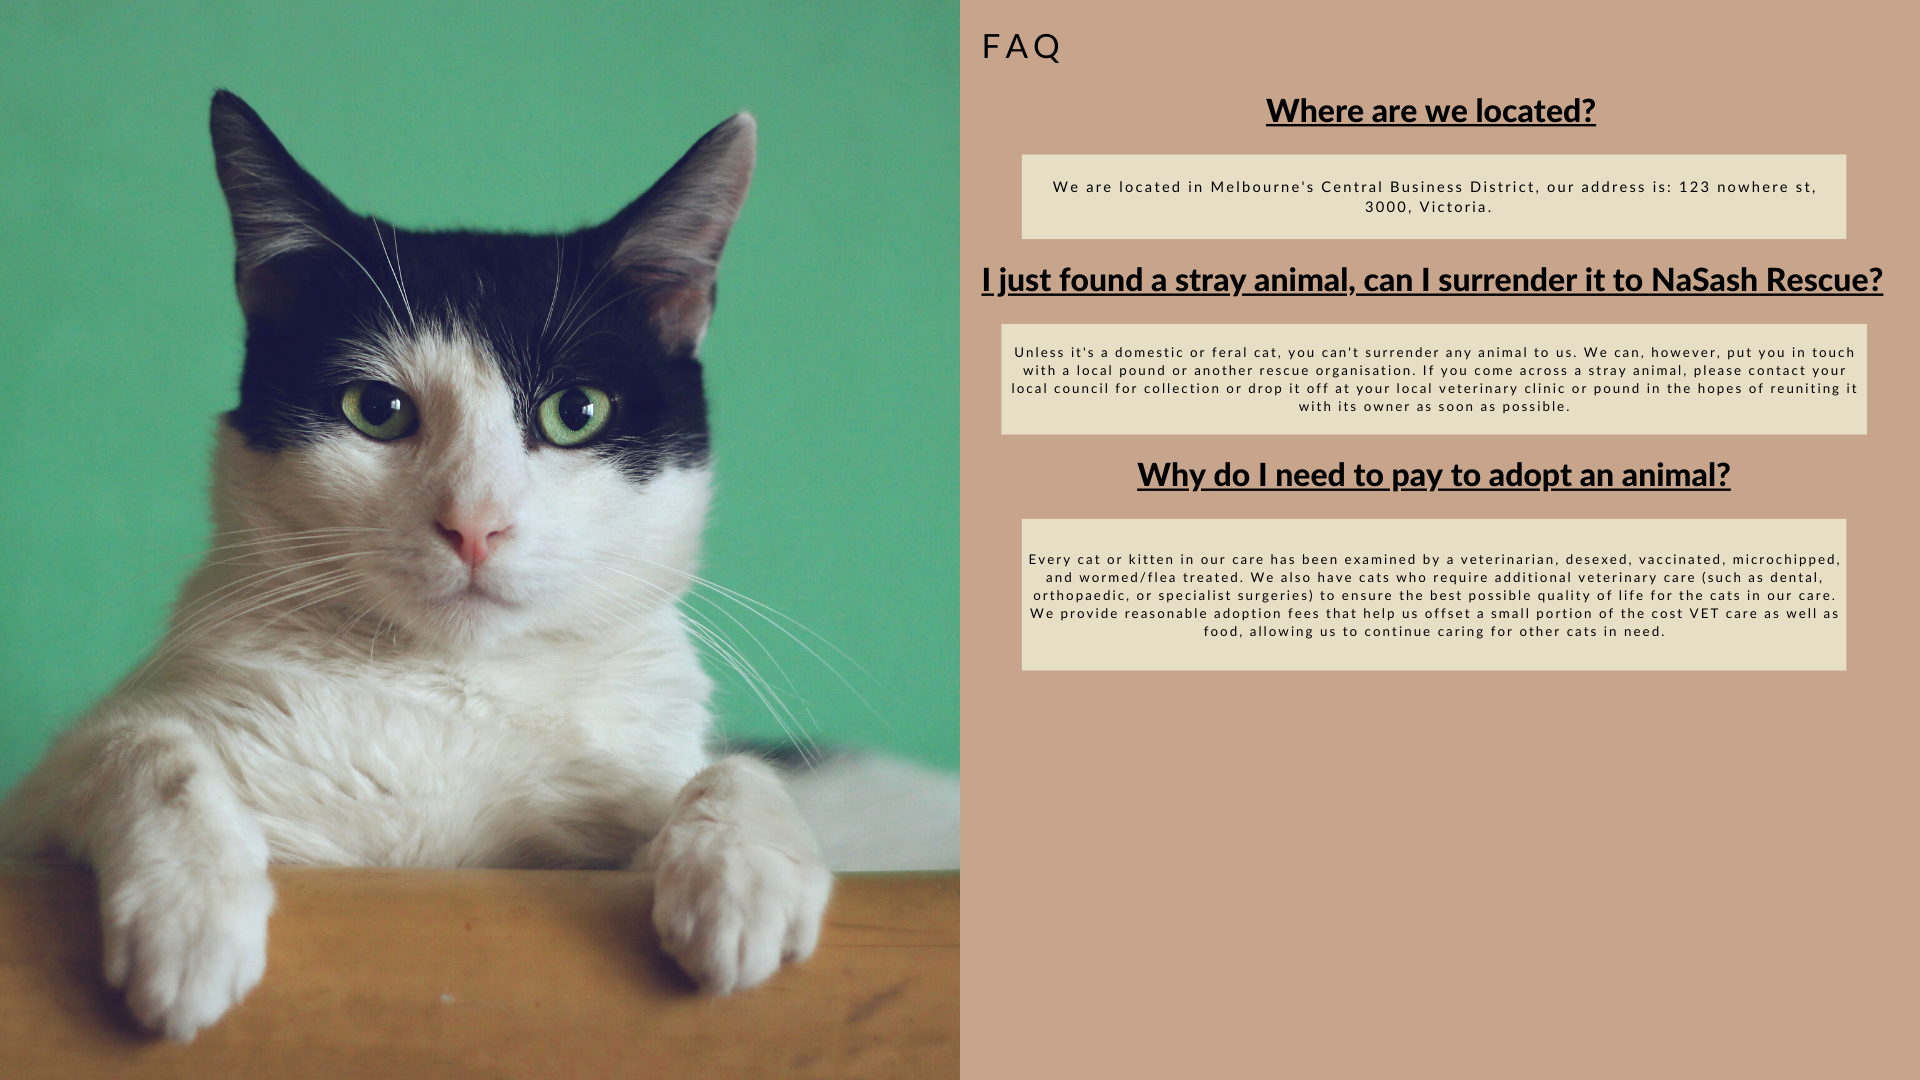 FAQ
Where are we located?
We are located in Melbourne's Central Business District, our address is: 123 nowhere st,
3000, Victoria.
I just found a stray animal, can I surrender it to NaSash Rescue?
Unless it's a domestic or feral cat, you can't surrender any animal to us. We can, however, put you in touch
with a local pound or another rescue organisation. If you come across a stray animal, please contact your
local council for collection or drop it off at your local veterinary clinic or pound in the hopes of reuniting it
with its owner as soon as possible.
Why do I need to pay to adopt an animal?
Every cat or kitten in our care has been examined by a veterinarian, desexed, vaccinated, microchipped,
and wormed/flea treated. We also have cats who require additional veterinary care (such as dental,
orthopaedic, or specialist surgeries) to ensure the best possible quality of life for the cats in our care.
We provide reasonable adoption fees that help us offset a small portion of the cost VET care as well as
food, allowing us to continue caring for other cats in need.